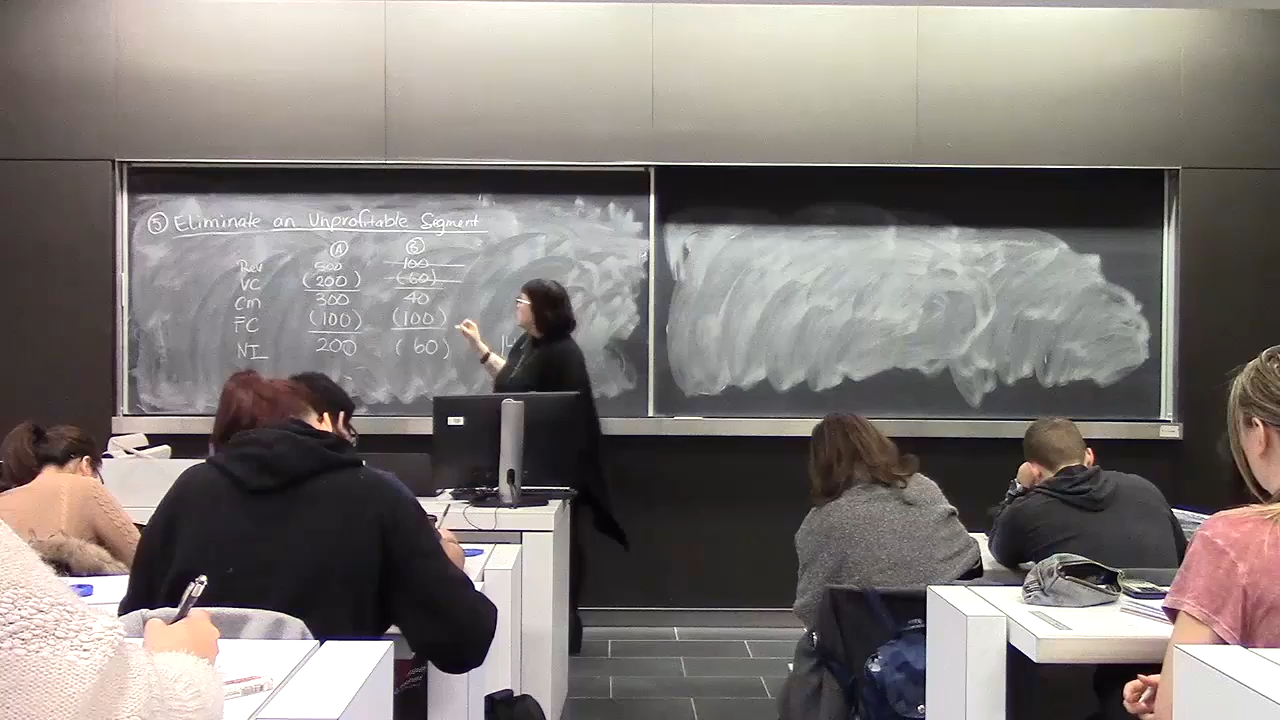 ⑤ Eliminate an Unprofitable Segment
Ⓐ Ⓑ
Rev 500 100
VC (200) (60)
Cm 300 40
FC (100) (100)
NI 200 (60)